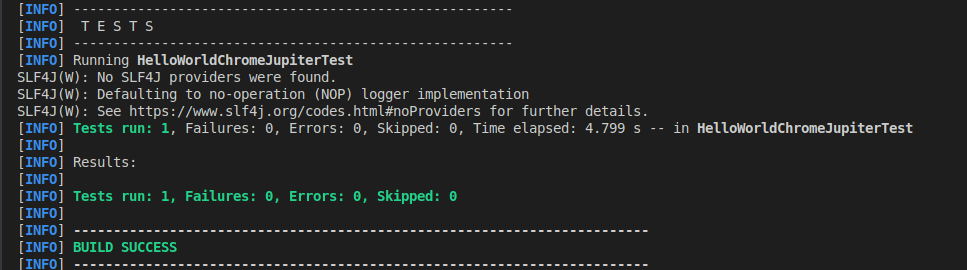 [INFO] -------------------------------------------------------
[INFO]  T E S T S
[INFO] -------------------------------------------------------
[INFO] Running HelloWorldChromeJupiterTest
SLF4J(W): No SLF4J providers were found.
SLF4J(W): Defaulting to no-operation (NOP) logger implementation
SLF4J(W): See https://www.slf4j.org/codes.html#noProviders for further details.
[INFO] Tests run: 1, Failures: 0, Errors: 0, Skipped: 0, Time elapsed: 4.799 s -- in HelloWorldChromeJupiterTest
[INFO]
[INFO] Results:
[INFO]
[INFO] Tests run: 1, Failures: 0, Errors: 0, Skipped: 0
[INFO]
[INFO] ------------------------------------------------------------------------
[INFO] BUILD SUCCESS
[INFO] ------------------------------------------------------------------------